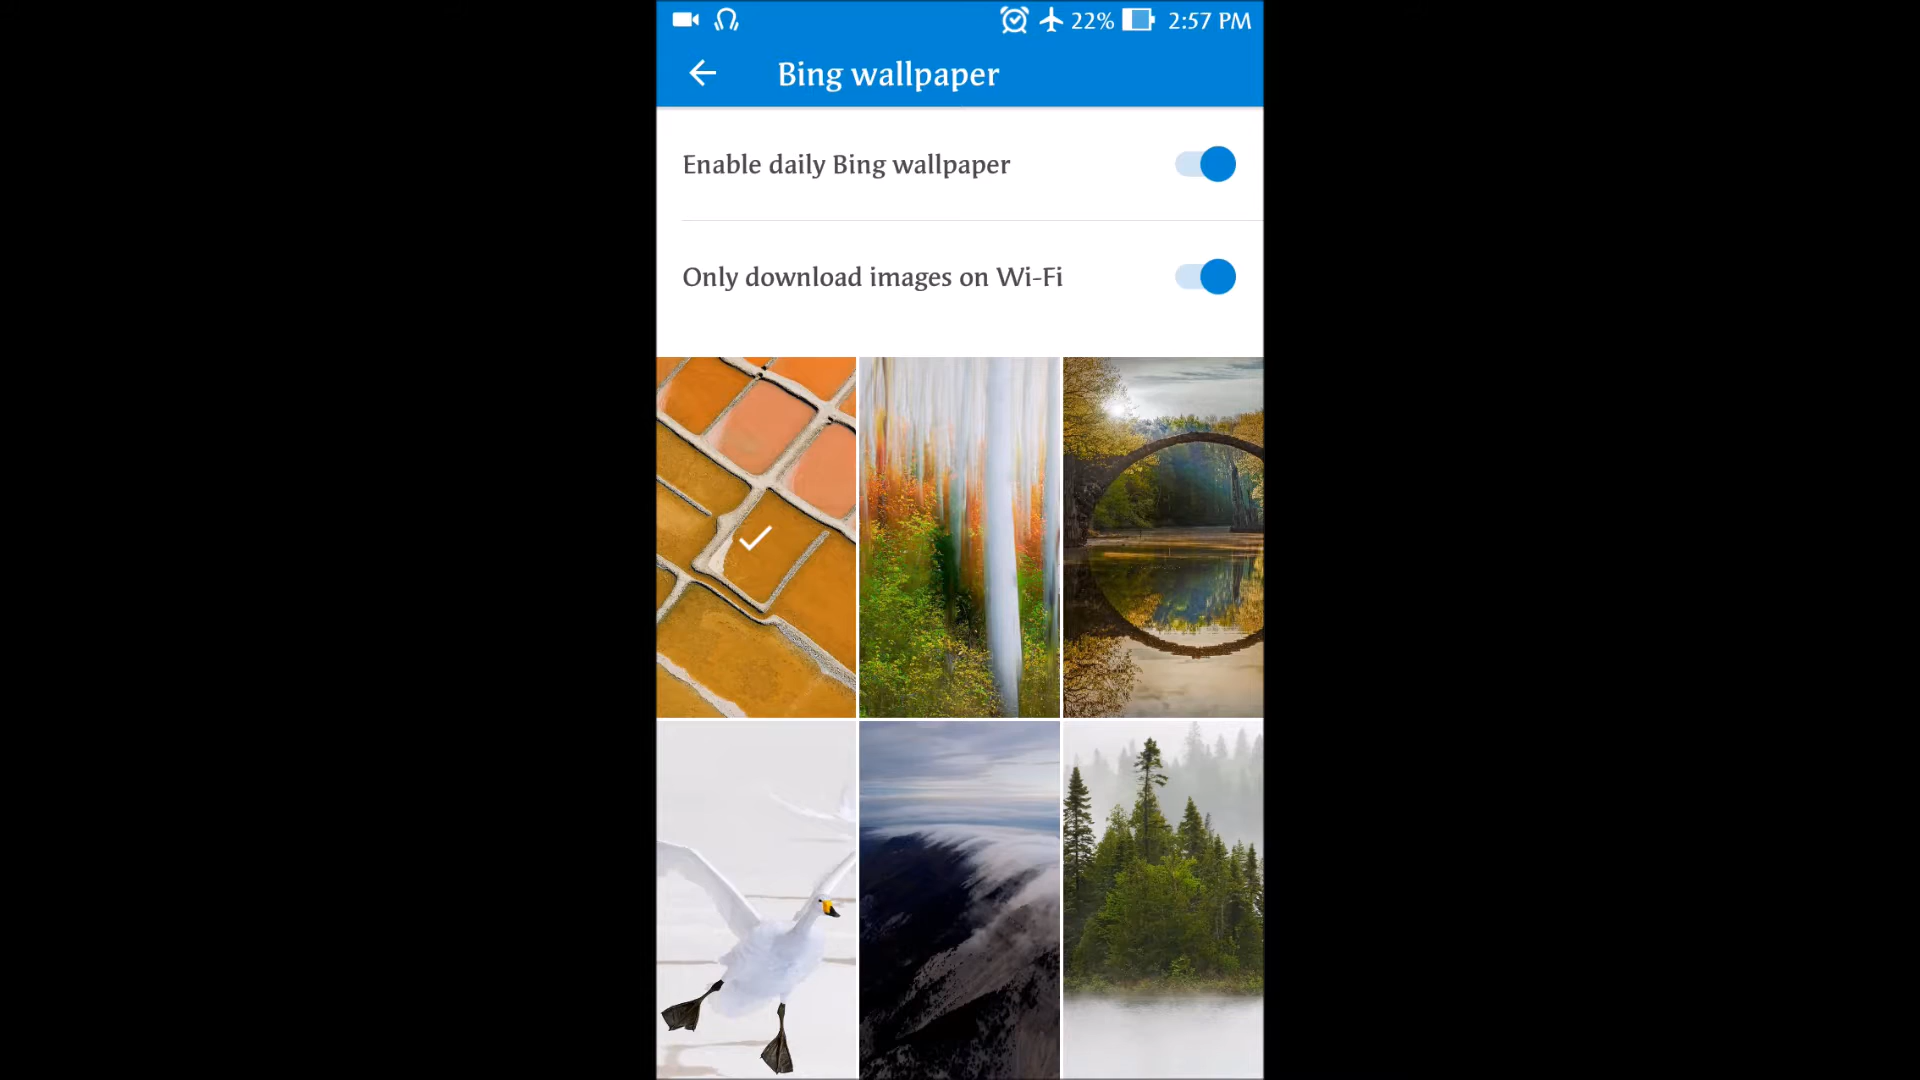 22% 2:57 PM
Bing wallpaper
Enable daily Bing wallpaper
Only download images on Wi-Fi